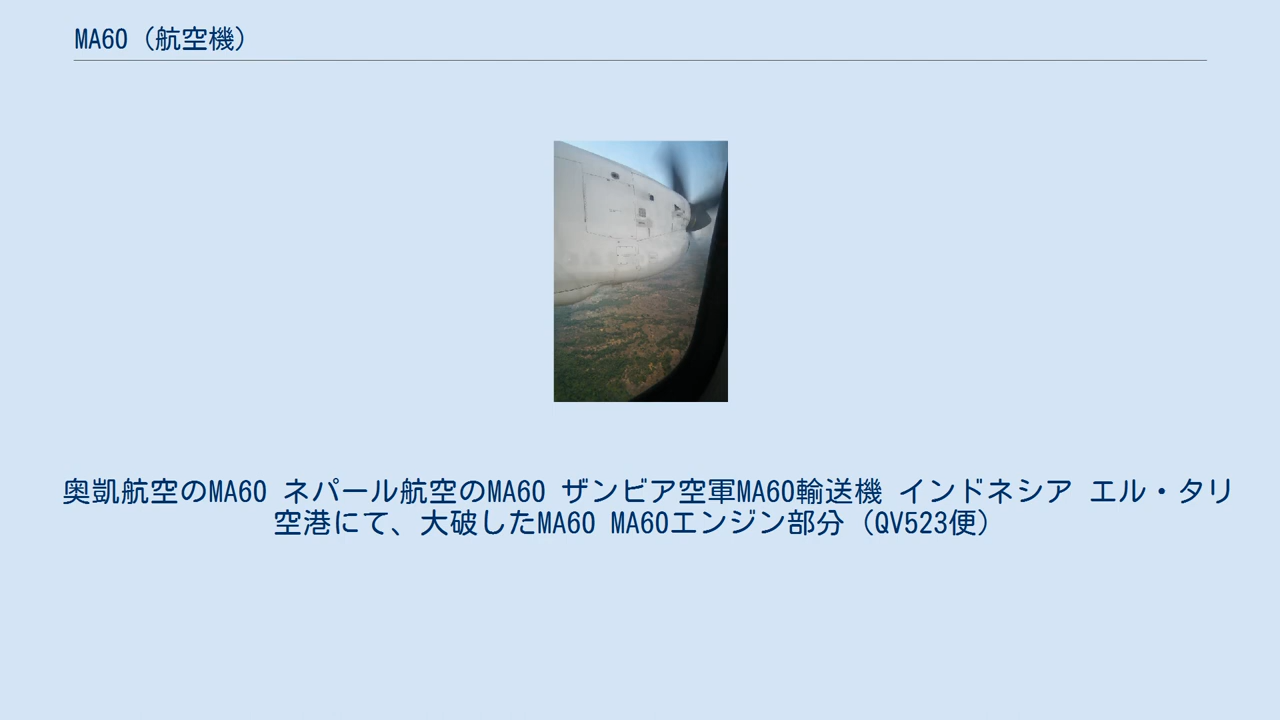 MA60（航空機）
奥凱航空のMA60 ネパール航空のMA60 ザンビア空軍MA60輸送機 インドネシア エル・タリ
空港にて、大破したMA60 MA60エンジン部分（QV523便）